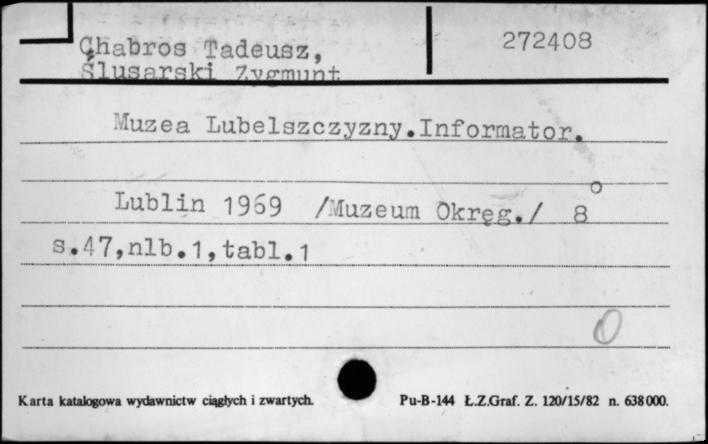 Chabros Tadeusz,
Ślusarski Zygmunt
272408
Muzea Lubelszczyzny.Informator.
Lublin 1969 /Muzeum Okręg./ 8°
s.47,nlb.1,tabl.1
0
Karta katalogowa wydawnictw ciągłych i zwartych.
Pu-B-144 Ł.Z.Graf. Z. 120/15/82 n. 638000.